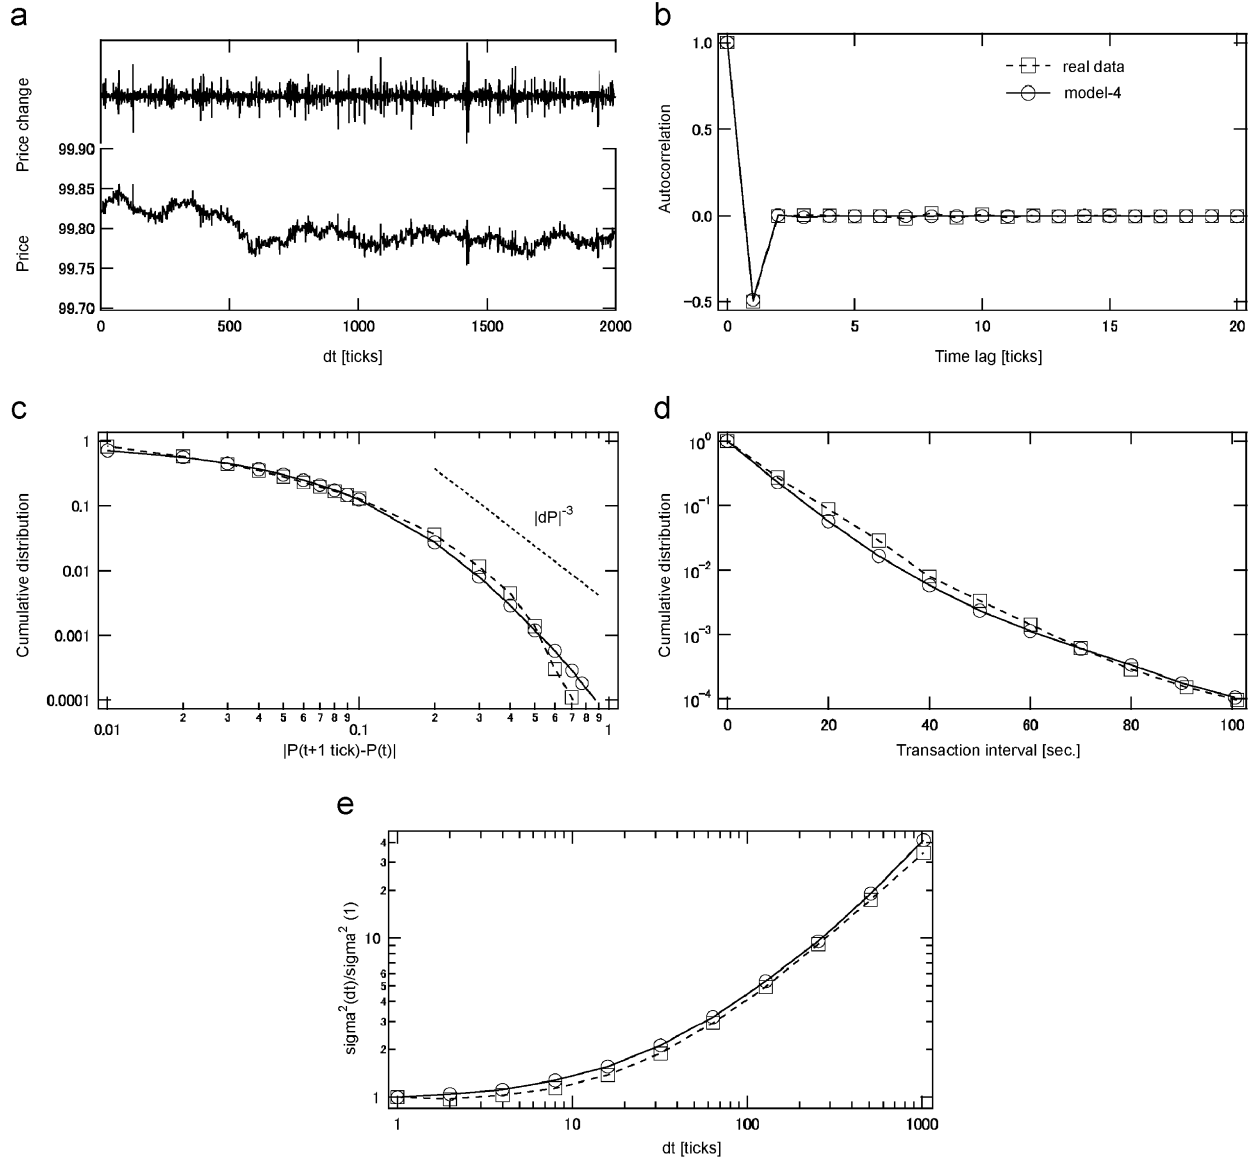 a
Price change
Price
99.90
99.85
99.80
99.75
99.70
0 500 1000 1500 2000
dt [ticks]
b
real data
model-4
Autocorrelation
1.0
0.5
0.0
−0.5
0 5 10 15 20
Time lag [ticks]
c
Cumulative distribution
1
0.1
0.01
0.001
0.0001
|dP|-3
2 3 4 5 6 7 8 9 2 3 4 5 6 7 8 9
0.01 0.1 1
|P(t+1 tick)-P(t)|
d
Cumulative distribution
10^0
10^−1
10^−2
10^−3
10^−4
0 20 40 60 80 100
Transaction interval [sec.]
e
sigma²(dt)/sigma² (1)
4
3
2
10
6
5
4
3
2
1
1 10 100 1000
dt [ticks]